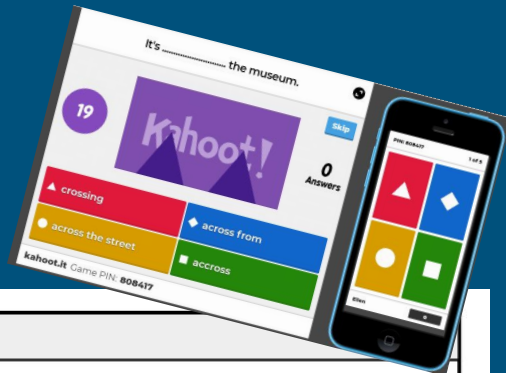 It's ........................ the museum.
19
Kahoot!
Skip
0
Answers
crossing
across from
across the street
accross
kahoot.it Game PIN: 808417
PIN: 808417
1 of 5
Ellen
0